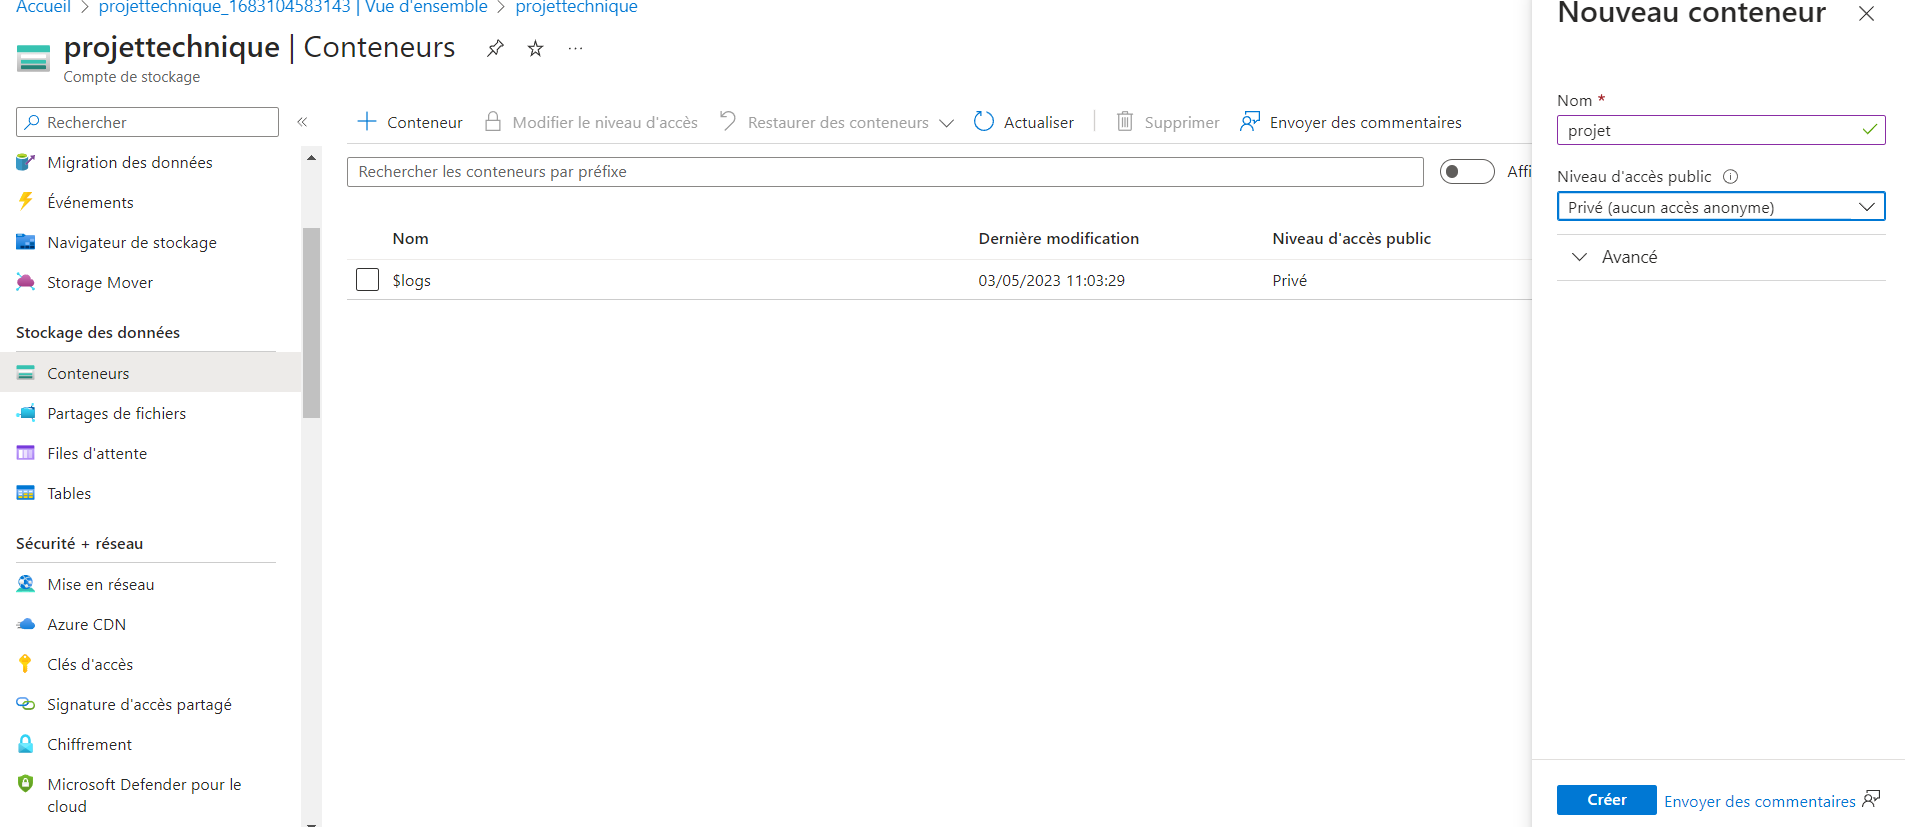 Accueil > projettechnique_1683104583143 | Vue d'ensemble > projettechnique
projettechnique | Conteneurs
Compte de stockage
Rechercher
Migration des données
Événements
Navigateur de stockage
Storage Mover
Stockage des données
Conteneurs
Partages de fichiers
Files d'attente
Tables
Sécurité + réseau
Mise en réseau
Azure CDN
Clés d'accès
Signature d'accès partagé
Chiffrement
Microsoft Defender pour le
cloud
Conteneur Modifier le niveau d'accès Restaurer des conteneurs Actualiser Supprimer Envoyer des commentaires
Rechercher les conteneurs par préfixe Affi
Nom Dernière modification Niveau d'accès public
$logs 03/05/2023 11:03:29 Privé
Nouveau conteneur
Nom *
projet
Niveau d'accès public
Privé (aucun accès anonyme)
Avancé
Créer Envoyer des commentaires